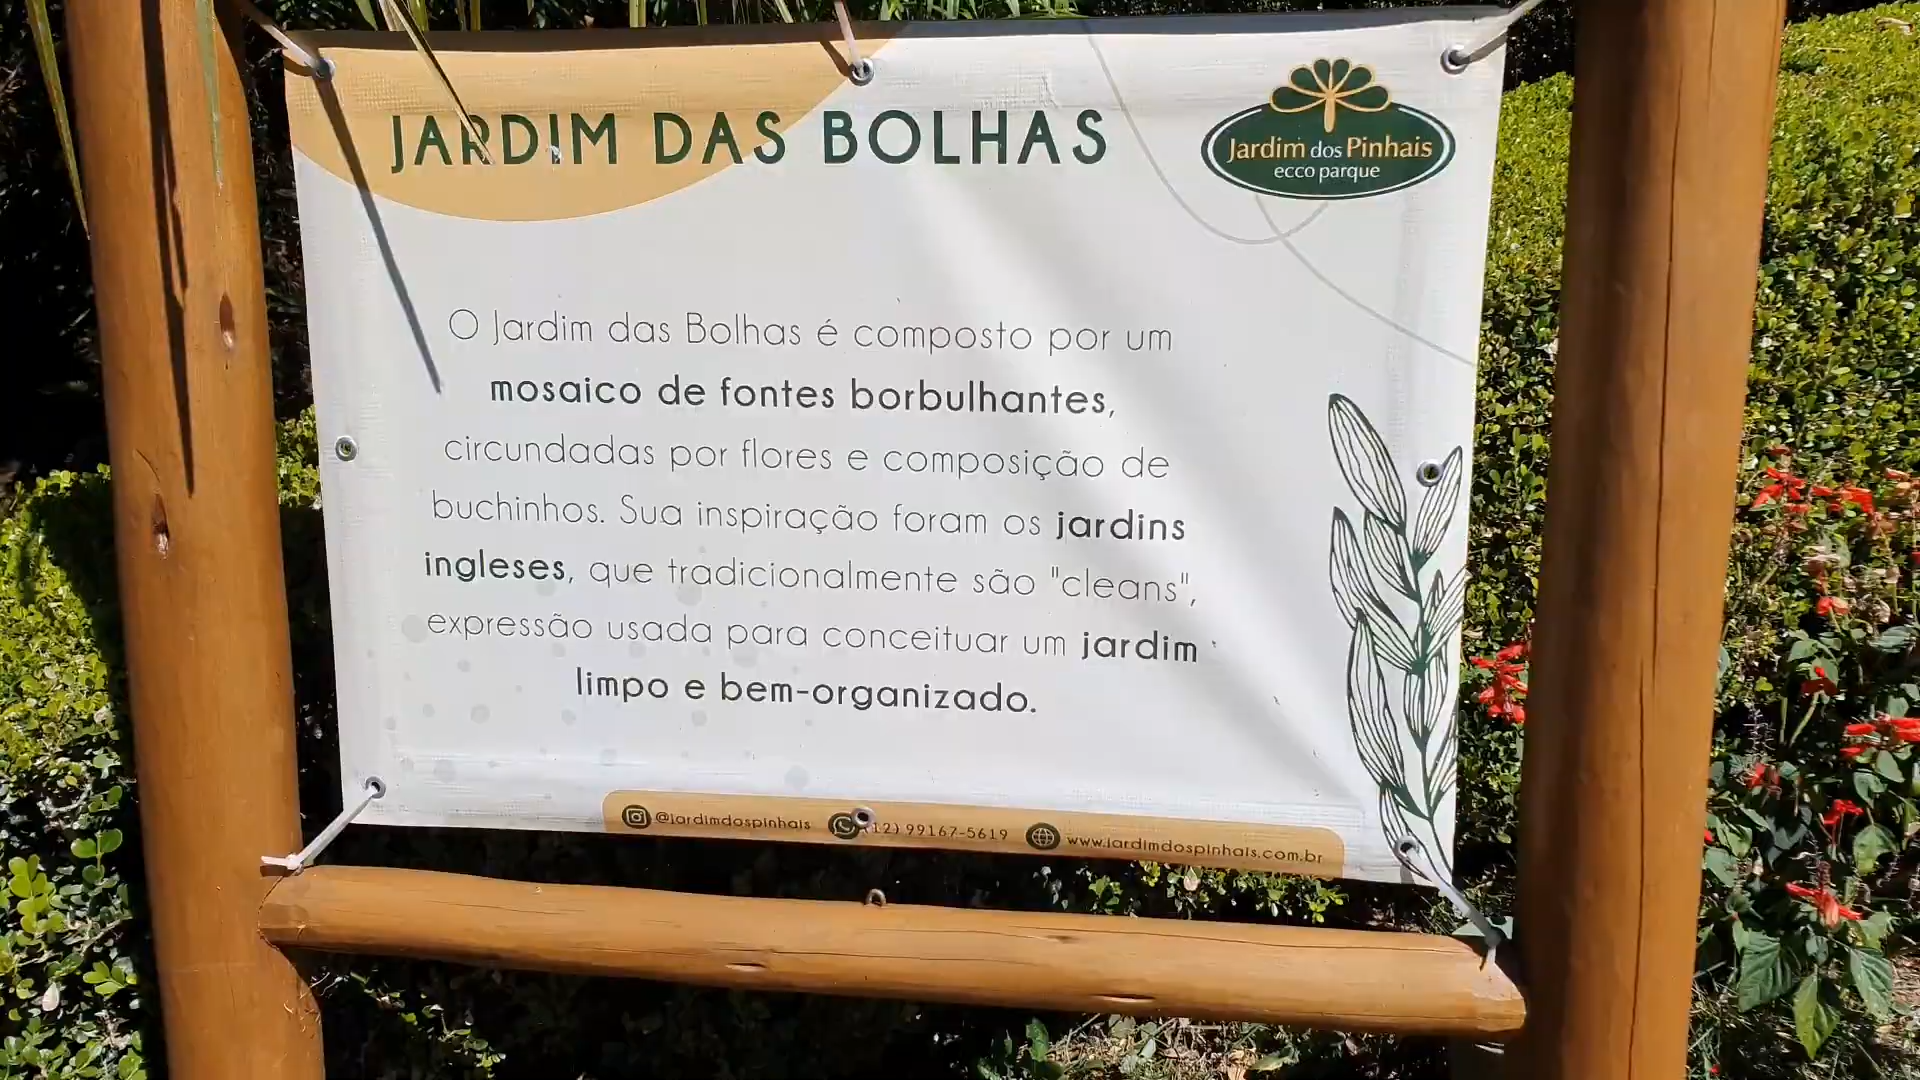 JARDIM DAS BOLHAS
Jardim dos Pinhais
ecco parque
O Jardim das Bolhas é composto por um
mosaico de fontes borbulhantes,
circundadas por flores e composição de
buchinhos. Sua inspiração foram os jardins
ingleses, que tradicionalmente são "cleans",
expressão usada para conceituar um jardim
limpo e bem-organizado.
@jardimdospinhais (12) 99167-5619 www.jardimdospinhais.com.br